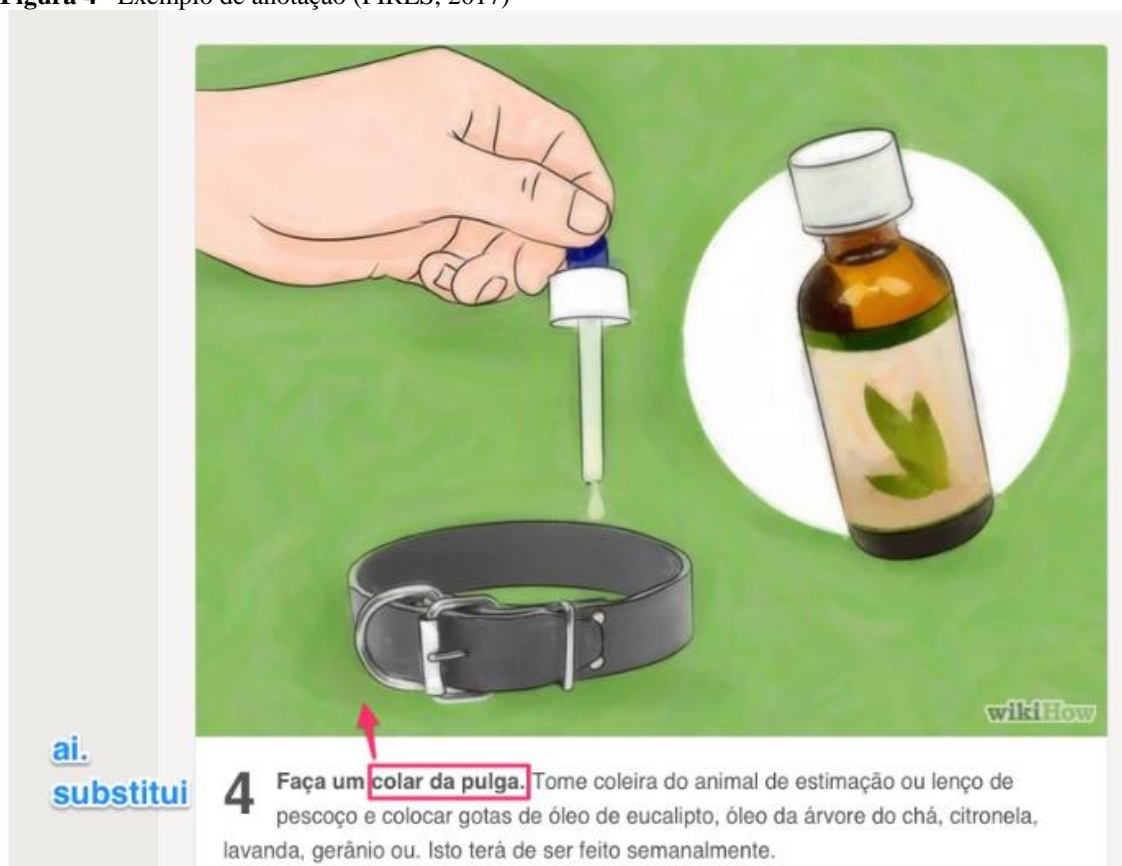 Figura 4 - Exemplo de anotação (PIRES, 2017)
wikiHow
ai.
substitui
4 Faça um colar da pulga. Tome coleira do animal de estimação ou lenço de
pescoço e colocar gotas de óleo de eucalipto, óleo da árvore do chá, citronela,
lavanda, gerânio ou. Isto terá de ser feito semanalmente.